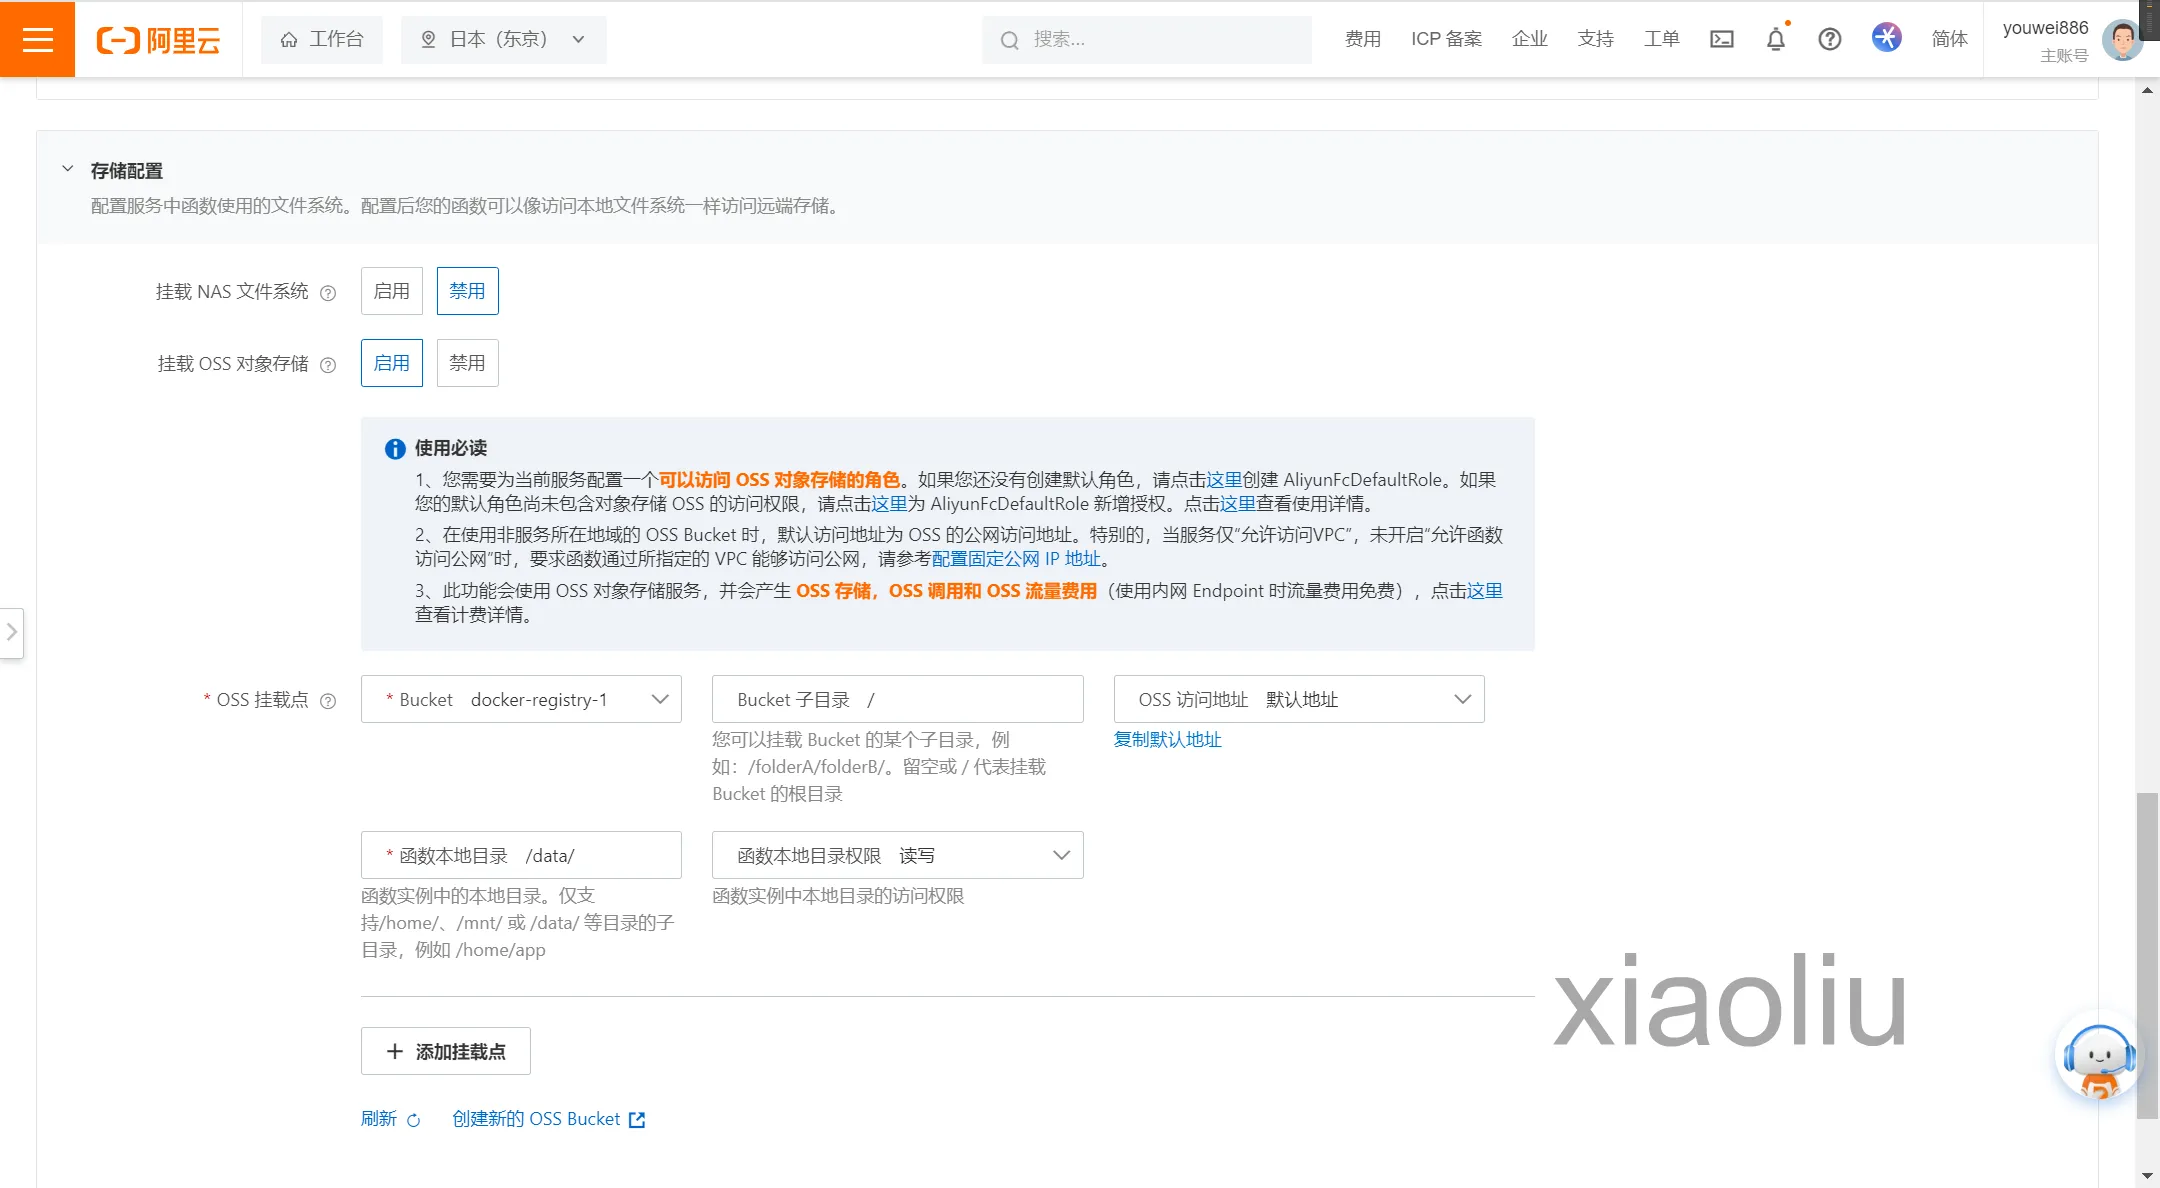 阿里云
工作台
日本（东京）
搜索...
费用
ICP 备案
企业
支持
工单
简体
youwei886
主账号
存储配置
配置服务中函数使用的文件系统。配置后您的函数可以像访问本地文件系统一样访问远端存储。
挂载 NAS 文件系统
启用
禁用
挂载 OSS 对象存储
启用
禁用
使用必读
1、您需要为当前服务配置一个可以访问 OSS 对象存储的角色。如果您还没有创建默认角色，请点击这里创建 AliyunFcDefaultRole。如果
您的默认角色尚未包含对象存储 OSS 的访问权限，请点击这里为 AliyunFcDefaultRole 新增授权。点击这里查看使用详情。
2、在使用非服务所在地域的 OSS Bucket 时，默认访问地址为 OSS 的公网访问地址。特别的，当服务仅“允许访问VPC”，未开启“允许函数
访问公网”时，要求函数通过所指定的 VPC 能够访问公网，请参考配置固定公网 IP 地址。
3、此功能会使用 OSS 对象存储服务，并会产生 OSS 存储，OSS 调用和 OSS 流量费用（使用内网 Endpoint 时流量费用免费），点击这里
查看计费详情。
* OSS 挂载点
* Bucket docker-registry-1
Bucket 子目录 /
OSS 访问地址 默认地址
您可以挂载 Bucket 的某个子目录，例
如：/folderA/folderB/。留空或 / 代表挂载
Bucket 的根目录
复制默认地址
* 函数本地目录 /data/
函数本地目录权限 读写
函数实例中的本地目录。仅支
持/home/、/mnt/ 或 /data/ 等目录的子
目录，例如 /home/app
函数实例中本地目录的访问权限
xiaoliu
添加挂载点
刷新
创建新的 OSS Bucket